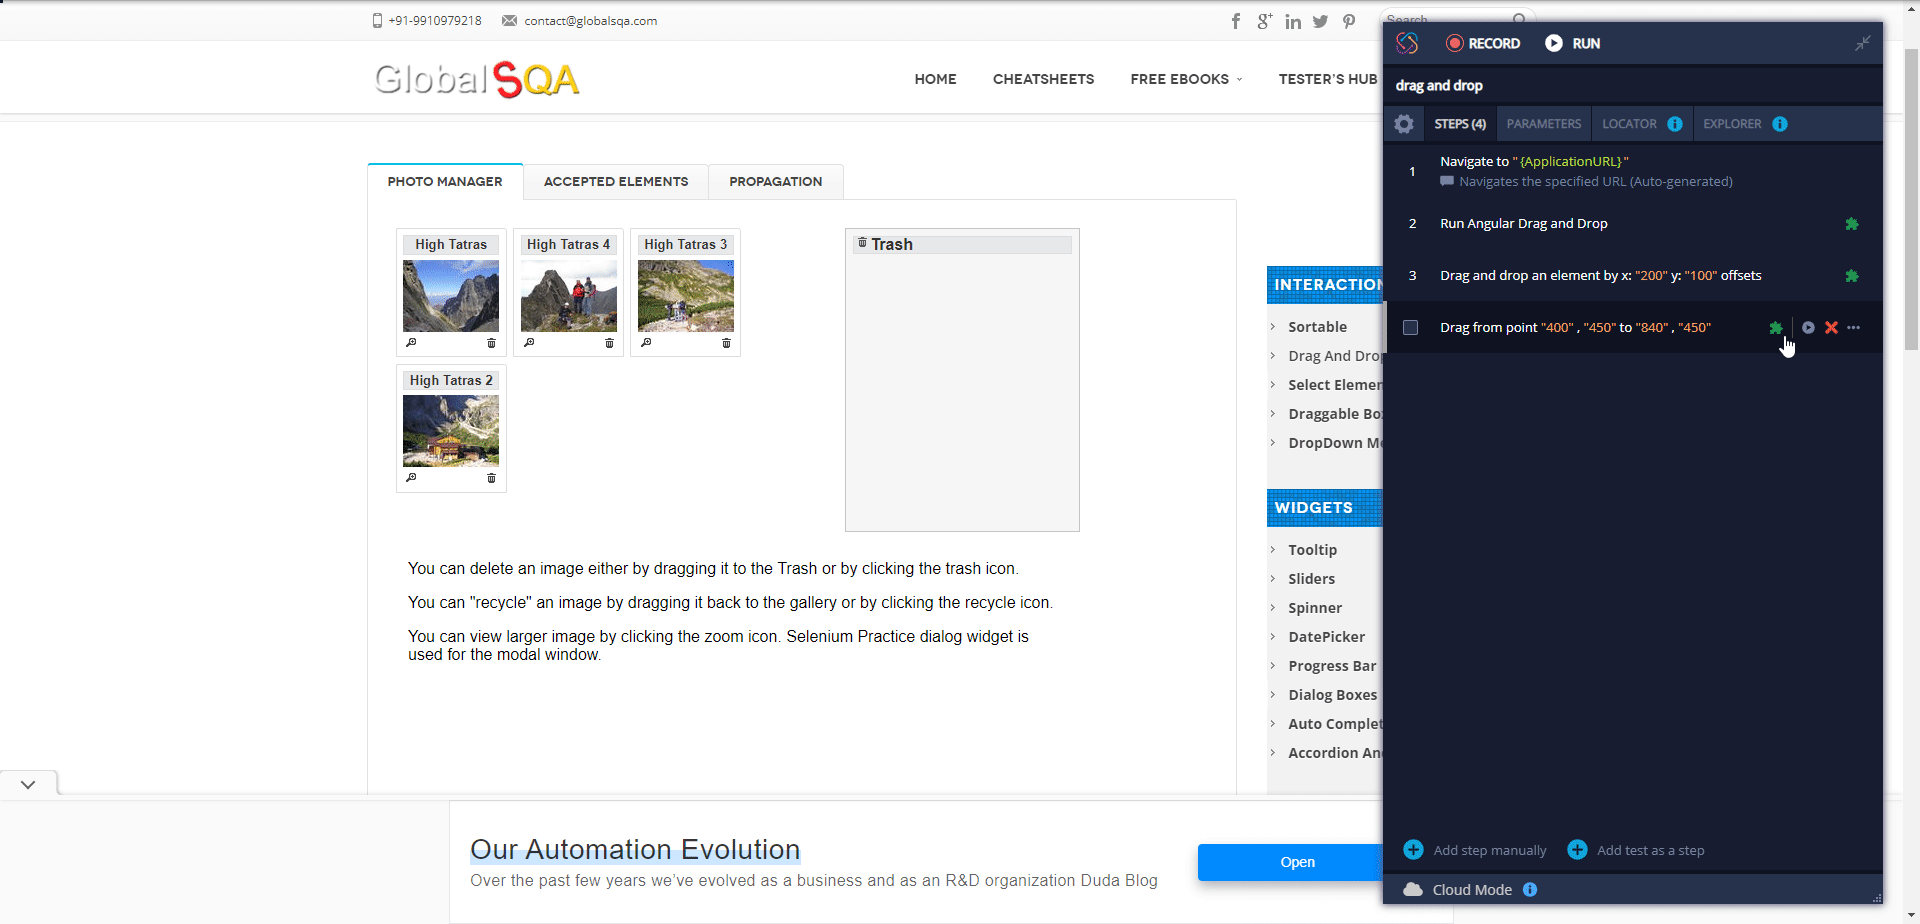 +91-9910979218 contact@globalsqa.com
Search
GlobalSQA
HOME CHEATSHEETS FREE EBOOKS TESTER'S HUB
PHOTO MANAGER ACCEPTED ELEMENTS PROPAGATION
High Tatras High Tatras 4 High Tatras 3
Trash
High Tatras 2
You can delete an image either by dragging it to the Trash or by clicking the trash icon.
You can "recycle" an image by dragging it back to the gallery or by clicking the recycle icon.
You can view larger image by clicking the zoom icon. Selenium Practice dialog widget is
used for the modal window.
INTERACTION
Sortable
Drag And Drop
Select Elemen
Draggable Bo
DropDown Me
WIDGETS
Tooltip
Sliders
Spinner
DatePicker
Progress Bar
Dialog Boxes
Auto Complet
Accordion An
Our Automation Evolution
Over the past few years we've evolved as a business and as an R&D organization Duda Blog
Open
RECORD RUN
drag and drop
STEPS (4) PARAMETERS LOCATOR EXPLORER
1 Navigate to "{ApplicationURL}"
Navigates the specified URL (Auto-generated)
2 Run Angular Drag and Drop
3 Drag and drop an element by x: "200" y: "100" offsets
Drag from point "400" , "450" to "840" , "450"
Add step manually Add test as a step
Cloud Mode